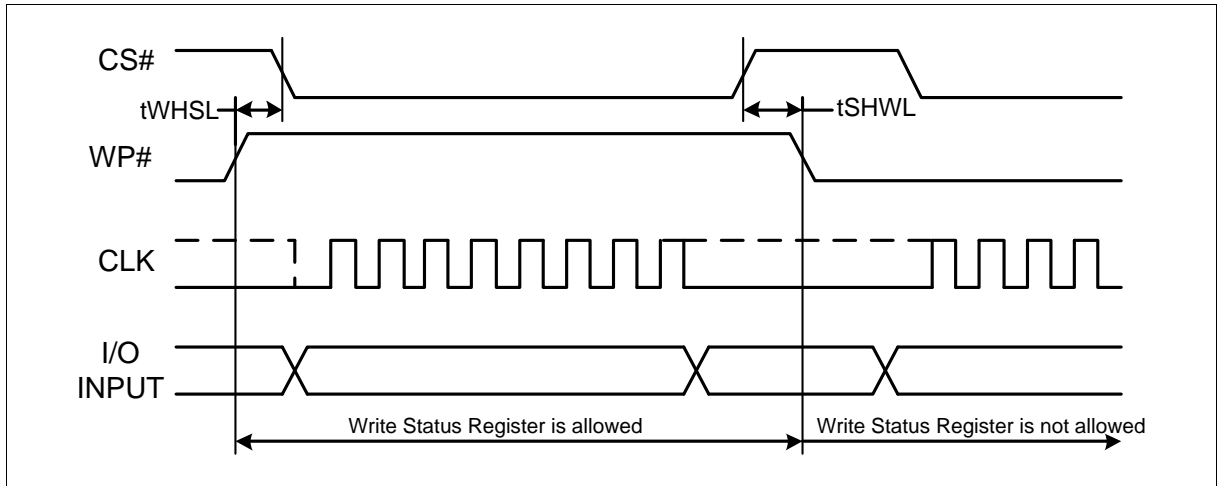 CS#
tWHSL
tSHWL
WP#
CLK
I/O
INPUT
Write Status Register is allowed
Write Status Register is not allowed